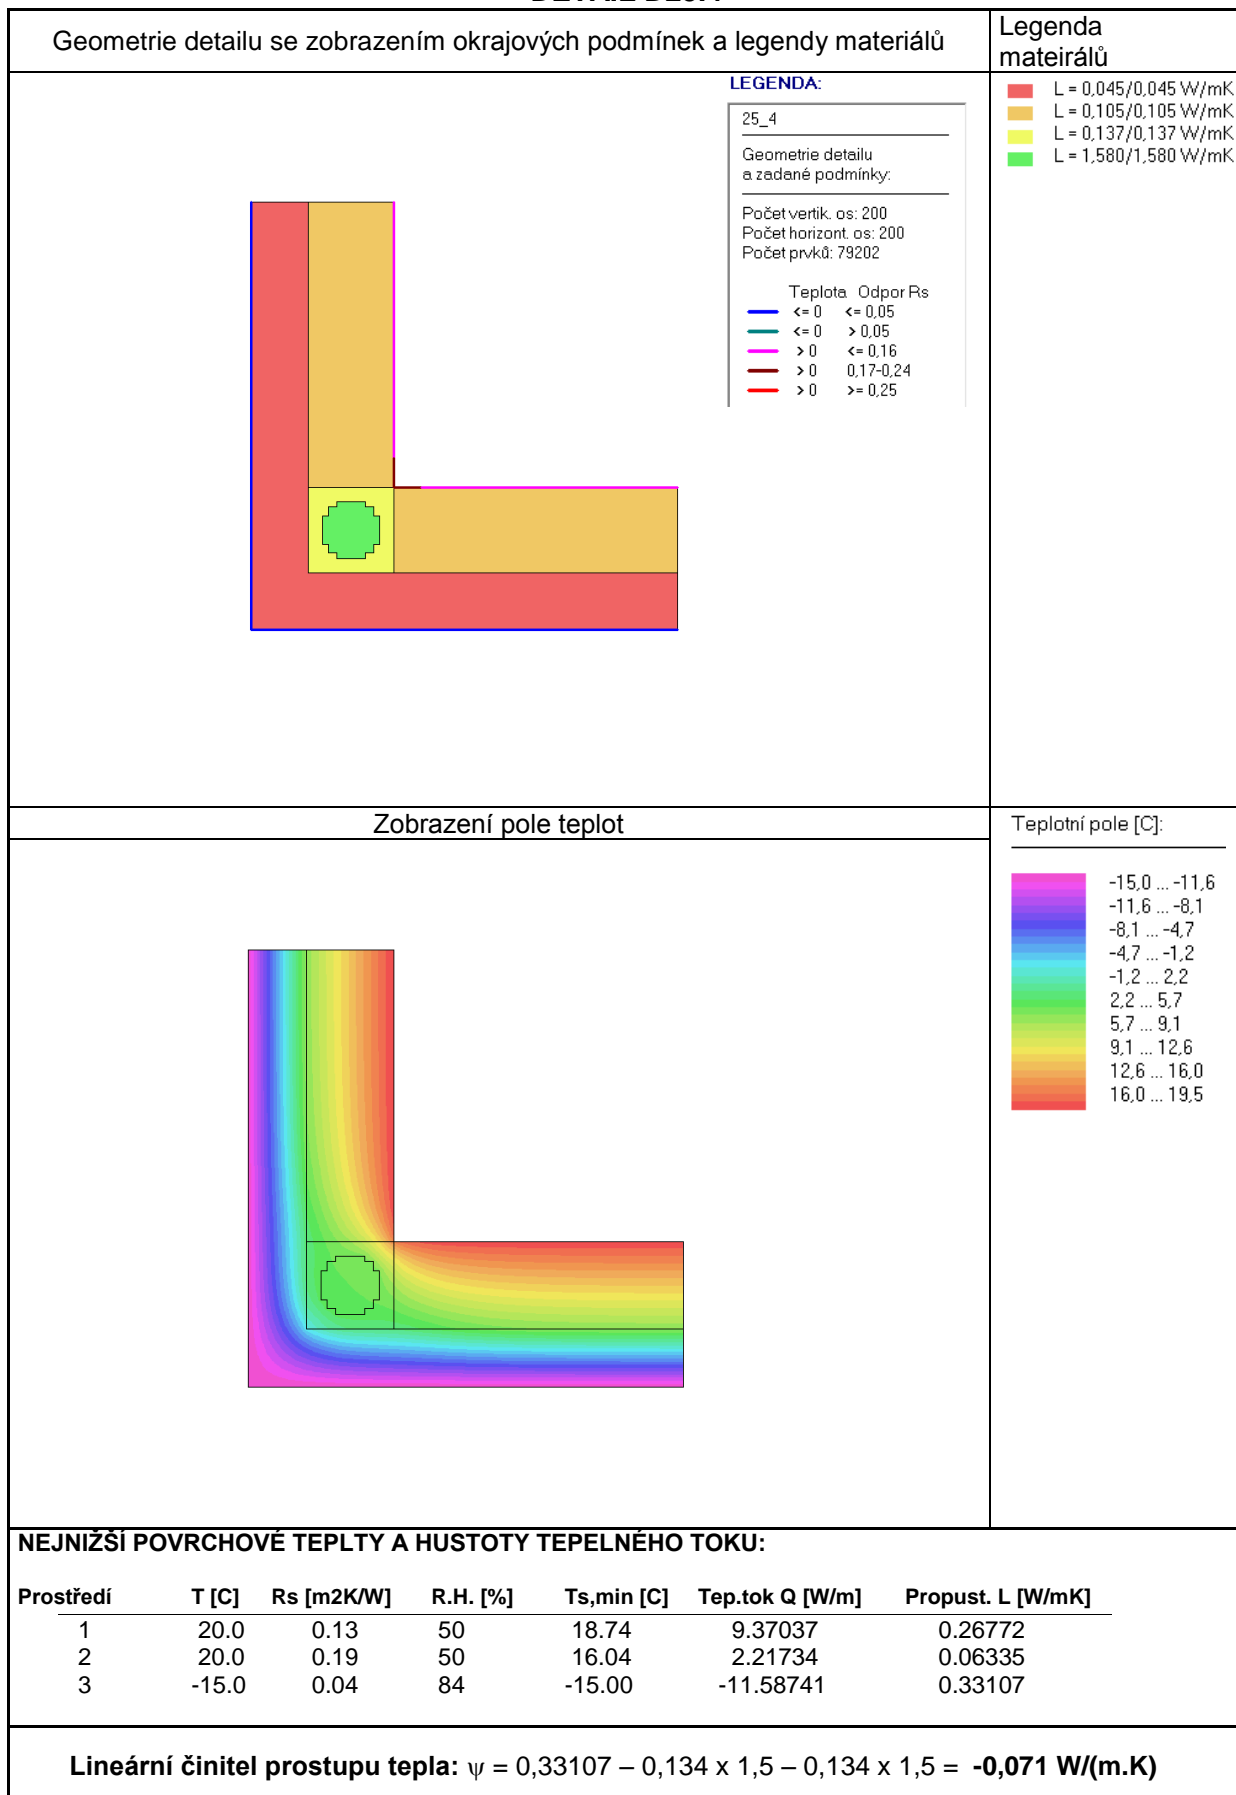 Geometrie detailu se zobrazením okrajových podmínek a legendy materiálů
Legenda
mateirálů
LEGENDA:
25_4
Geometrie detailu
a zadané podmínky:
Počet vertik. os: 200
Počet horizont. os: 200
Počet prvků: 79202
Teplota Odpor Rs
<= 0 <= 0,05
<= 0 > 0,05
> 0 <= 0,16
> 0 0,17-0,24
> 0 >= 0,25
L = 0,045/0,045 W/mK
L = 0,105/0,105 W/mK
L = 0,137/0,137 W/mK
L = 1,580/1,580 W/mK
Zobrazení pole teplot
Teplotní pole [C]:
-15,0 ... -11,6
-11,6 ... -8,1
-8,1 ... -4,7
-4,7 ... -1,2
-1,2 ... 2,2
2,2 ... 5,7
5,7 ... 9,1
9,1 ... 12,6
12,6 ... 16,0
16,0 ... 19,5
NEJNIŽŠÍ POVRCHOVÉ TEPLTY A HUSTOTY TEPELNÉHO TOKU:
Prostředí T [C] Rs [m2K/W] R.H. [%] Ts,min [C] Tep.tok Q [W/m] Propust. L [W/mK]
1 20.0 0.13 50 18.74 9.37037 0.26772
2 20.0 0.19 50 16.04 2.21734 0.06335
3 -15.0 0.04 84 -15.00 -11.58741 0.33107
Lineární činitel prostupu tepla: ψ = 0,33107 – 0,134 x 1,5 – 0,134 x 1,5 = -0,071 W/(m.K)